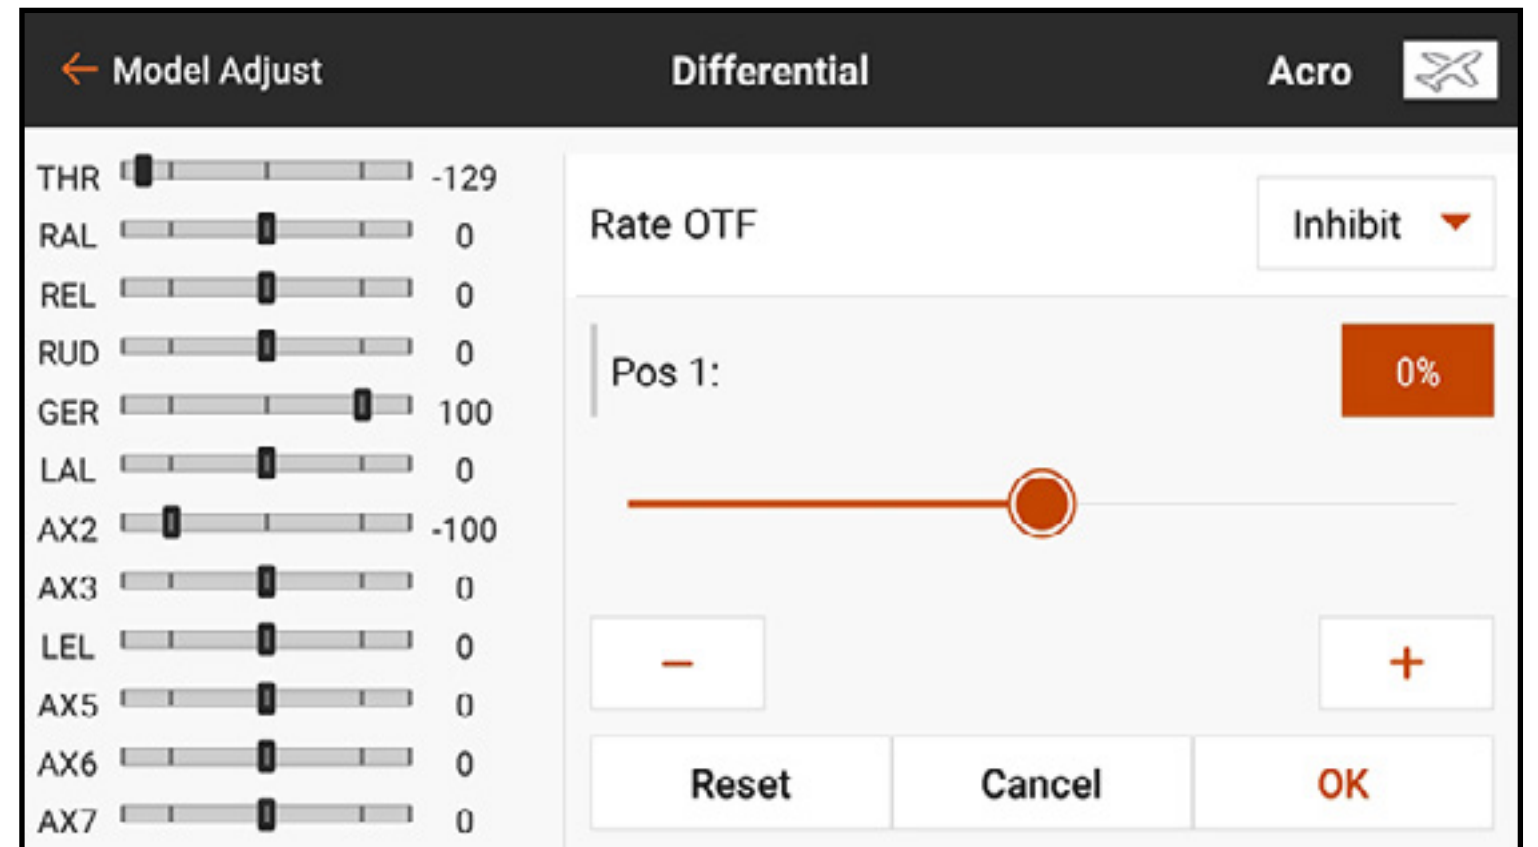 ← Model Adjust Differential Acro
THR -129
RAL 0
REL 0
RUD 0
GER 100
LAL 0
AX2 -100
AX3 0
LEL 0
AX5 0
AX6 0
AX7 0
Rate OTF Inhibit
Pos 1: 0%
− +
Reset Cancel OK